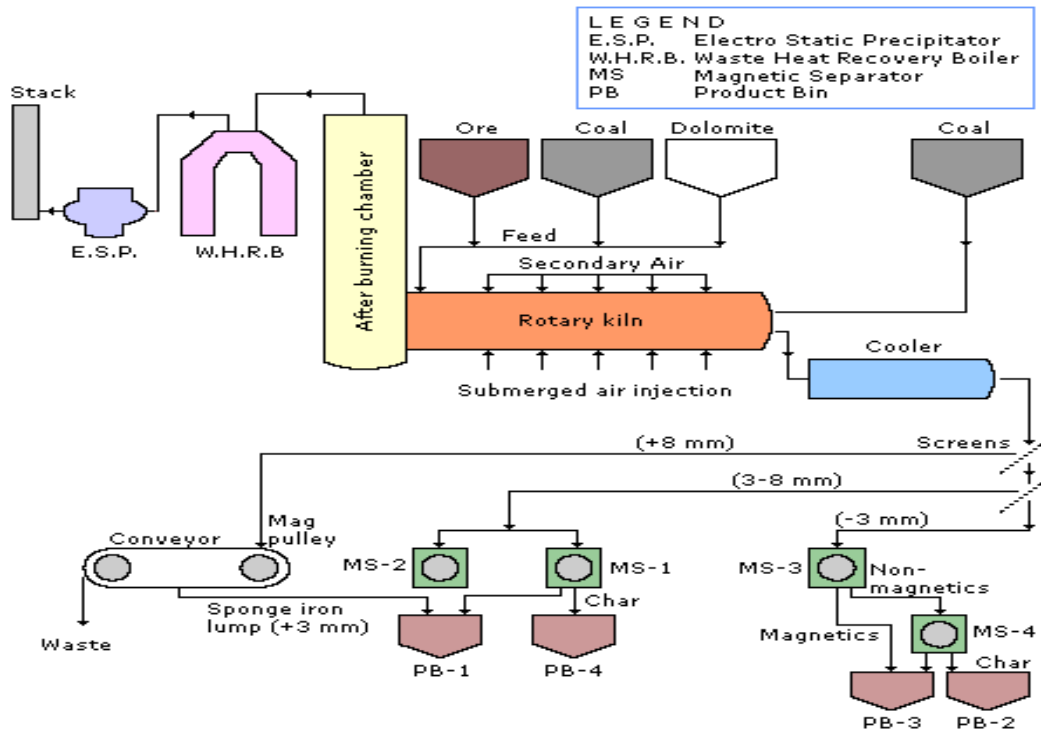 L E G E N D
E.S.P. Electro Static Precipitator
W.H.R.B. Waste Heat Recovery Boiler
MS Magnetic Separator
PB Product Bin
Stack
Ore
Coal
Dolomite
Coal
After burning chamber
E.S.P.
W.H.R.B
Feed
Secondary Air
Rotary kiln
Cooler
Submerged air injection
(+8 mm)
Screens
(3-8 mm)
(-3 mm)
Conveyor
Mag
pulley
MS-2
MS-1
MS-3
Non-
magnetics
Sponge iron
lump (+3 mm)
Char
Waste
Magnetics
MS-4
Char
PB-1
PB-4
PB-3
PB-2